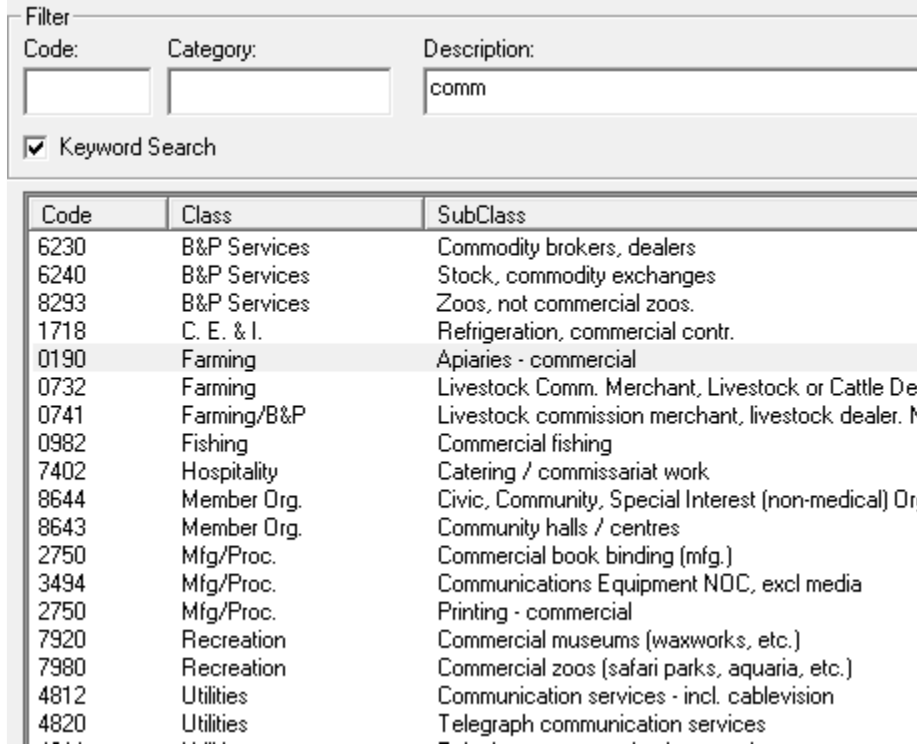 Filter
Code: Category: Description:
comm
Keyword Search
Code Class SubClass
6230 B&P Services Commodity brokers, dealers
6240 B&P Services Stock, commodity exchanges
8293 B&P Services Zoos, not commercial zoos.
1718 C. E. & I. Refrigeration, commercial contr.
0190 Farming Apiaries - commercial
0732 Farming Livestock Comm. Merchant, Livestock or Cattle De
0741 Farming/B&P Livestock commission merchant, livestock dealer. N
0982 Fishing Commercial fishing
7402 Hospitality Catering / commissariat work
8644 Member Org. Civic, Community, Special Interest (non-medical) Or
8643 Member Org. Community halls / centres
2750 Mfg/Proc. Commercial book binding (mfg.)
3494 Mfg/Proc. Communications Equipment NOC, excl media
2750 Mfg/Proc. Printing - commercial
7920 Recreation Commercial museums (waxworks, etc.)
7980 Recreation Commercial zoos (safari parks, aquaria, etc.)
4812 Utilities Communication services - incl. cablevision
4820 Utilities Telegraph communication services